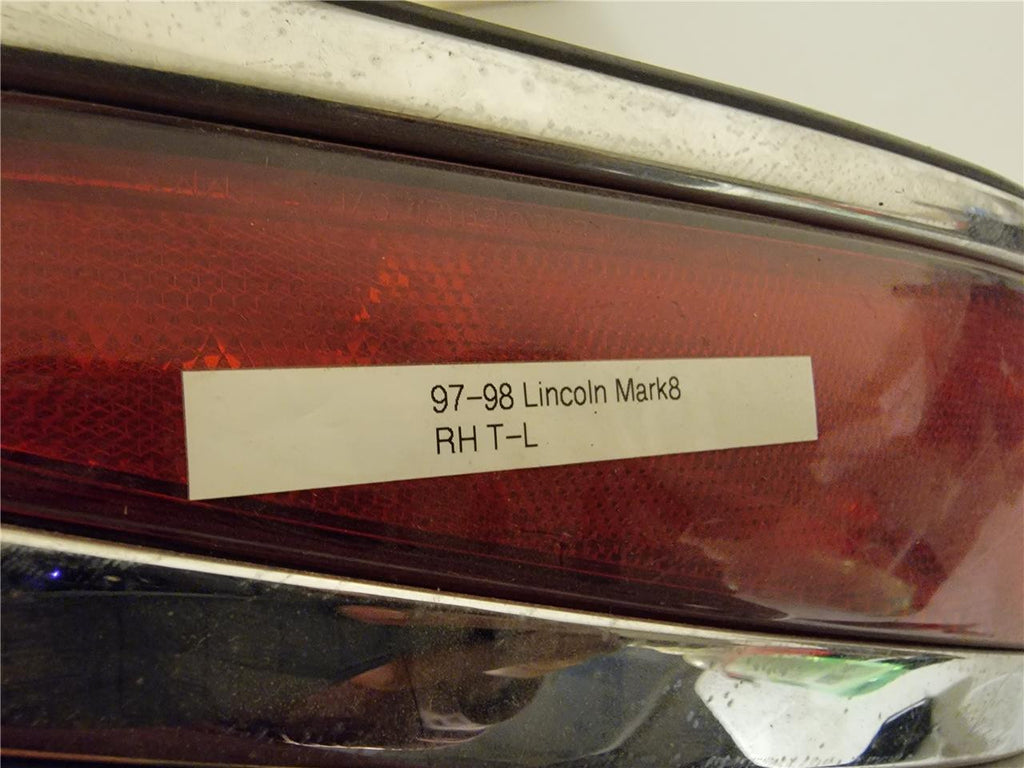 97-98 Lincoln Mark8
RH T-L